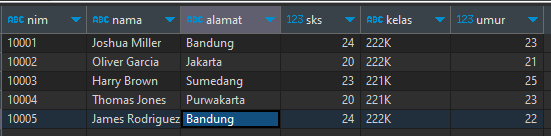 ABC nim ABC nama ABC alamat 123 sks ABC kelas 123 umur
10001 Joshua Miller Bandung 24 222K 23
10002 Oliver Garcia Jakarta 20 222K 21
10003 Harry Brown Sumedang 23 221K 25
10004 Thomas Jones Purwakarta 20 221K 23
10005 James Rodriguez Bandung 24 222K 22